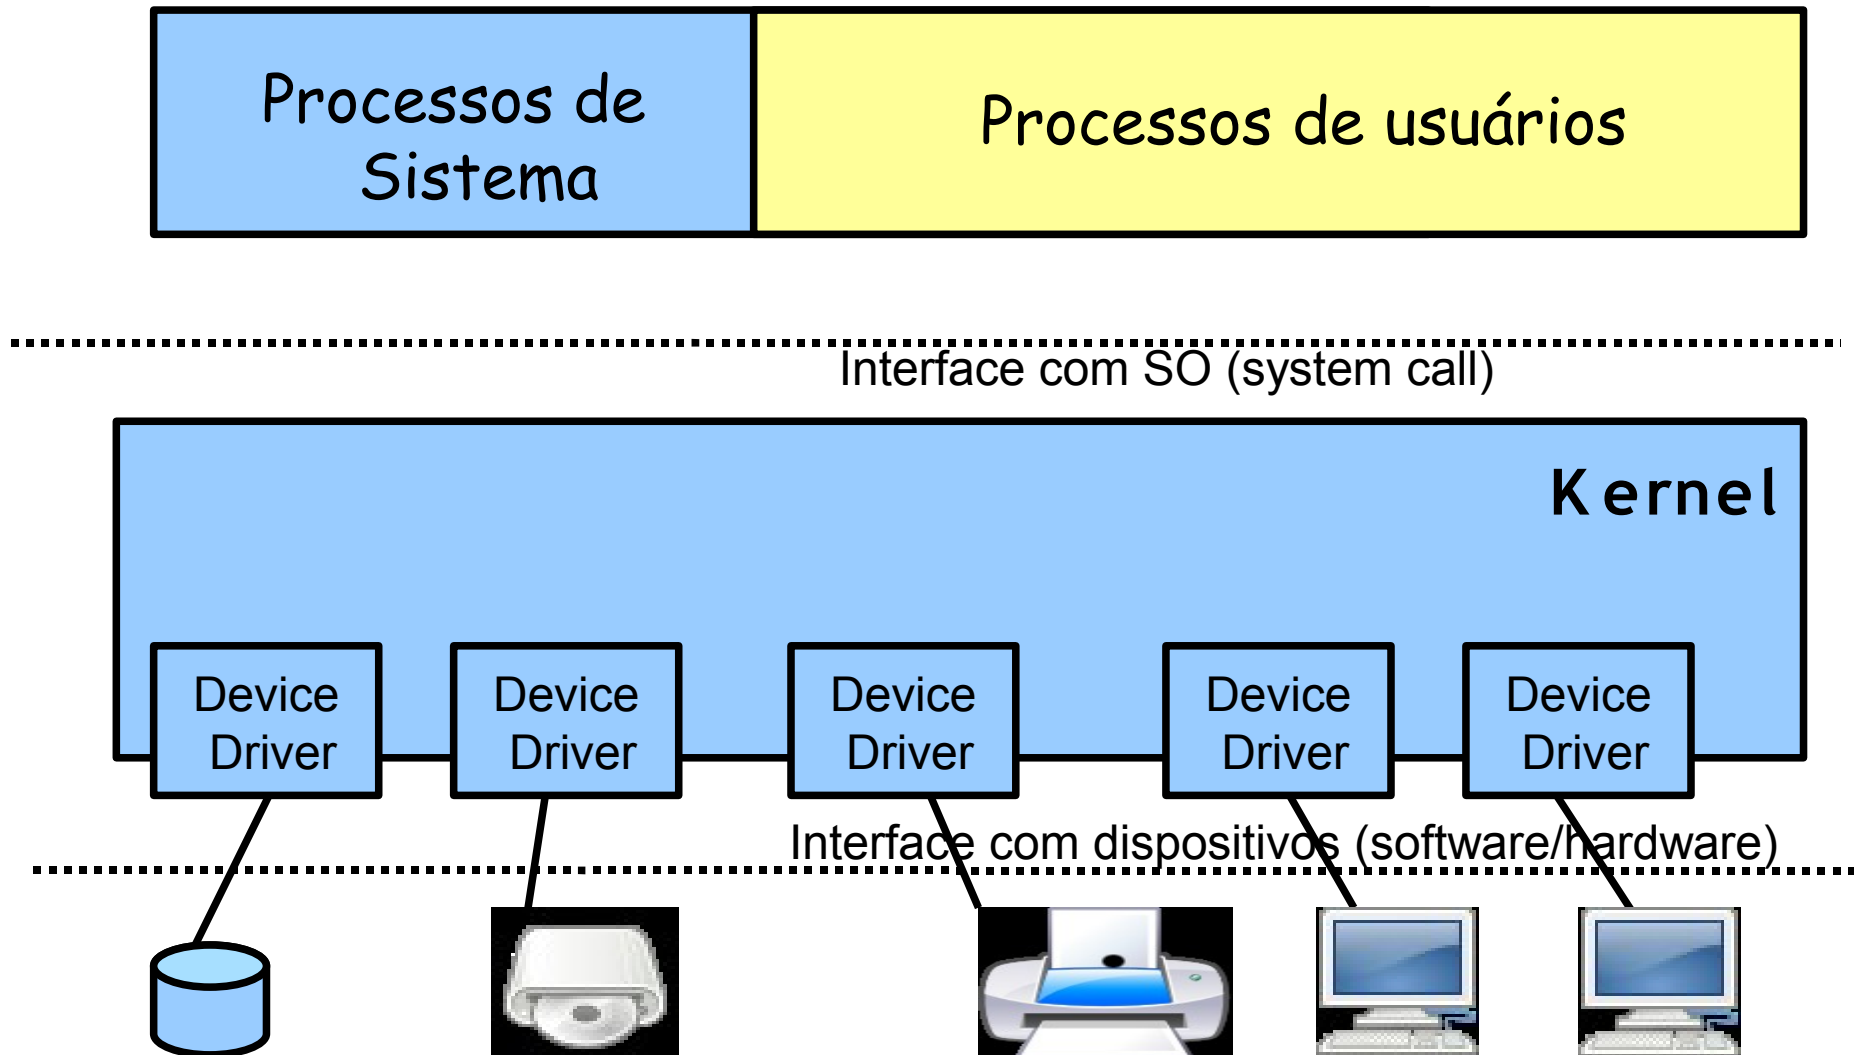 Processos de
Sistema
Processos de usuários
Interface com SO (system call)
Kernel
Device
Driver
Device
Driver
Device
Driver
Device
Driver
Device
Driver
Interface com dispositivos (software/hardware)